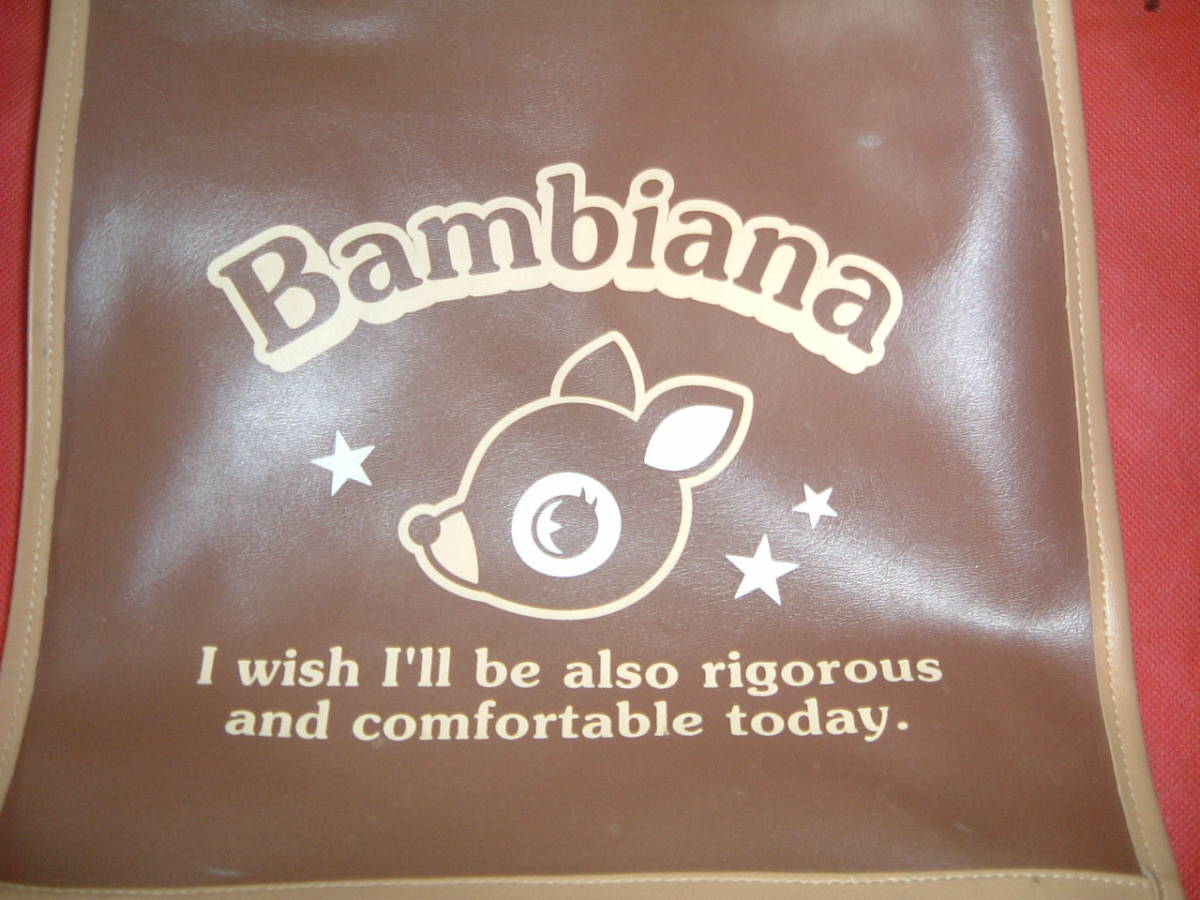 Bambiana
I wish I'll be also rigorous
and comfortable today.